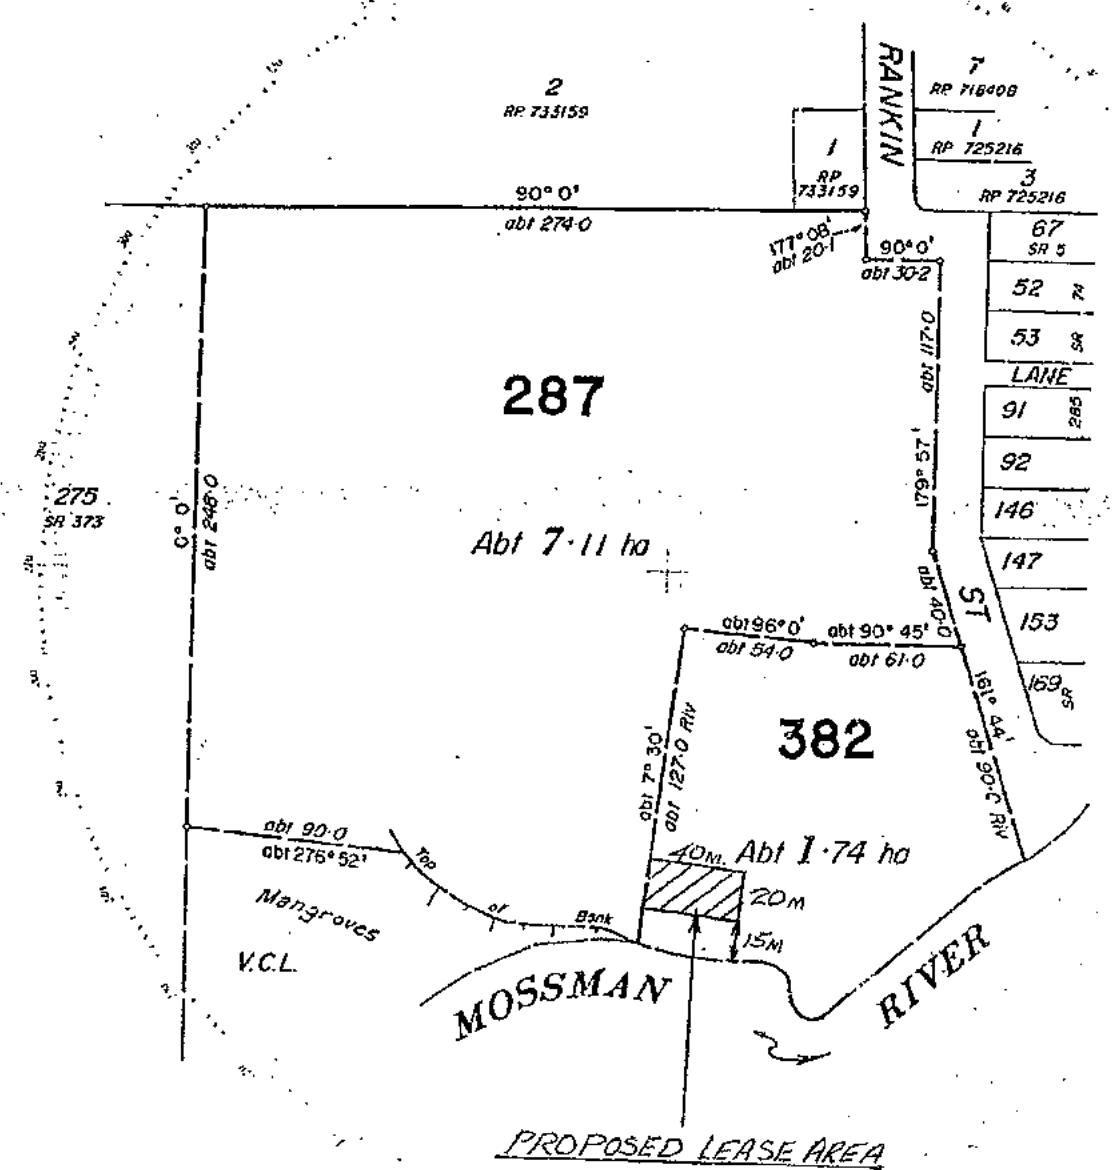 2
RP. 733159
RANKIN
7
RP 718408
1
RP 725216
1
RP
733159
3
RP 725216
90° 0'
abt 274·0
177° 08'
abt 20·1
90° 0'
abt 30·2
67
SR 5
52
74
53
SR
LANE
91
285
92
146
147
153
169
SR
abt 117·0
179° 57'
287
275
SR 373
0° 0'
abt 248·0
Abt 7·11 ha
abt 40·0
ST
abt 96° 0'
abt 54·0
abt 90° 45'
abt 61·0
161° 44'
abt 90·0 Riv
382
abt 7° 30'
abt 127·0 Riv
abt 90·0
abt 276° 52'
Top
of
Bank
Mangroves
V.C.L.
40M.
Abt 1·74 ha
20M
15M
MOSSMAN
RIVER
PROPOSED LEASE AREA